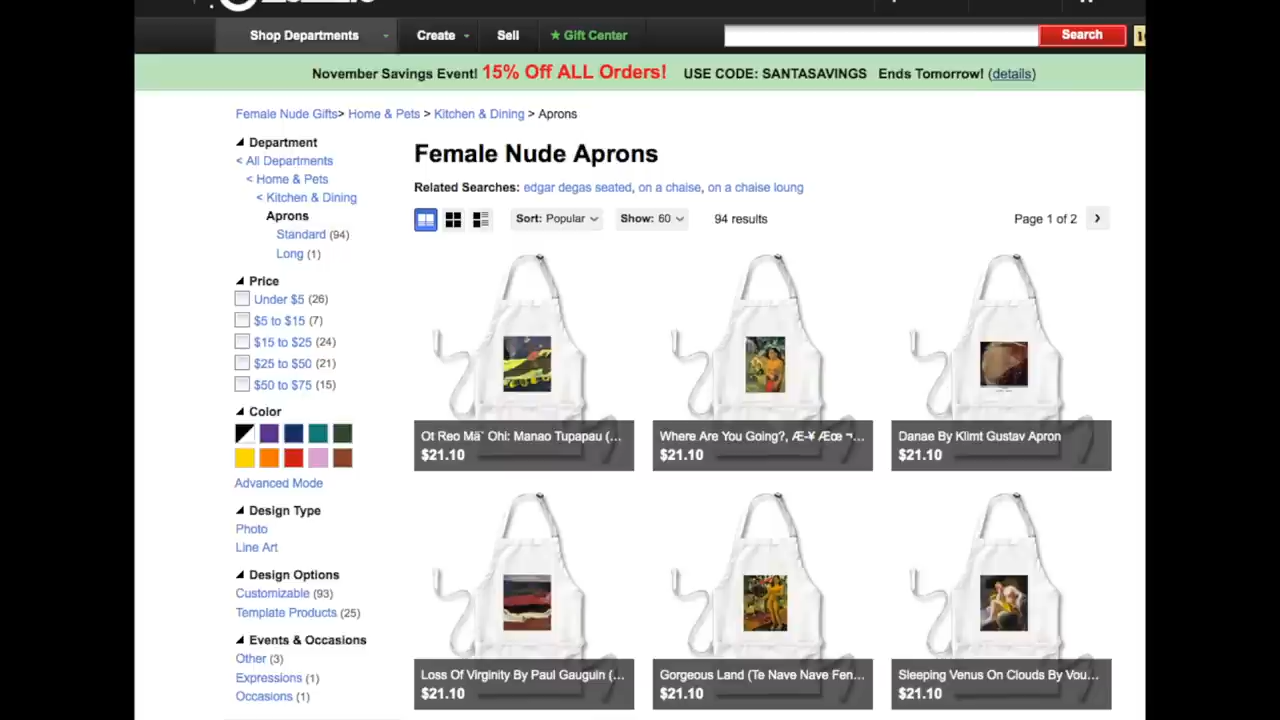 Shop Departments Create Sell ★ Gift Center Search
November Savings Event! 15% Off ALL Orders! USE CODE: SANTASAVINGS Ends Tomorrow! (details)
Female Nude Gifts> Home & Pets > Kitchen & Dining > Aprons
Department
< All Departments
< Home & Pets
< Kitchen & Dining
Aprons
Standard (94)
Long (1)
Price
Under $5 (26)
$5 to $15 (7)
$15 to $25 (24)
$25 to $50 (21)
$50 to $75 (15)
Color
Advanced Mode
Design Type
Photo
Line Art
Design Options
Customizable (93)
Template Products (25)
Events & Occasions
Other (3)
Expressions (1)
Occasions (1)
Female Nude Aprons
Related Searches: edgar degas seated, on a chaise, on a chaise loung
Sort: Popular Show: 60 94 results Page 1 of 2 >
Ot Reo Mä¨ Ohi: Manao Tupapau (...
$21.10
Where Are You Going?, Æ-¥ Æœ ¬...
$21.10
Danae By Klimt Gustav Apron
$21.10
Loss Of Virginity By Paul Gauguin (...
$21.10
Gorgeous Land (Te Nave Nave Fen...
$21.10
Sleeping Venus On Clouds By Vou...
$21.10